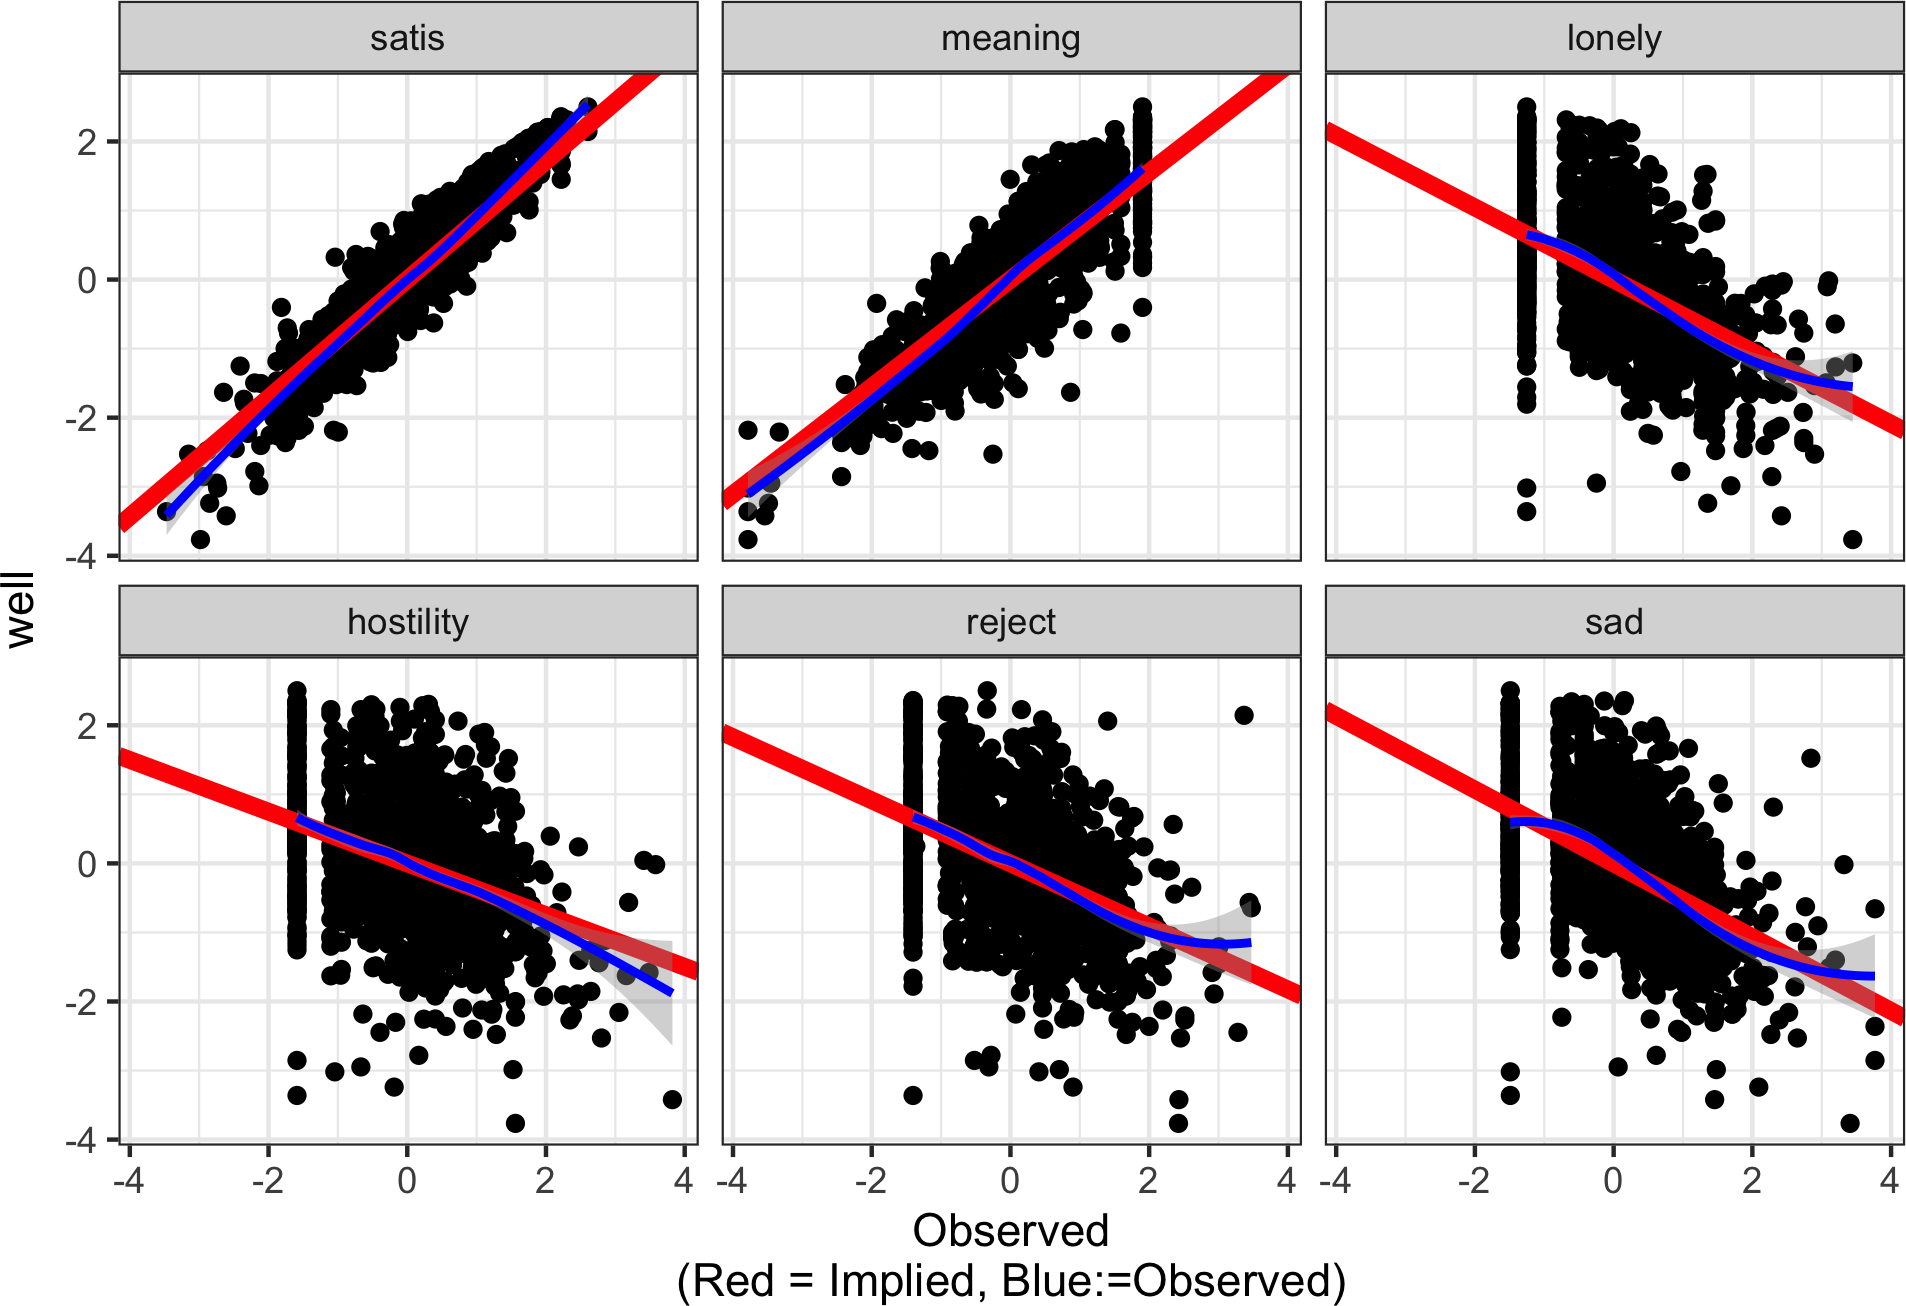 satis meaning lonely
2
0
-2
-4
well
hostility reject sad
2
0
-2
-4
-4 -2 0 2 4 -4 -2 0 2 4 -4 -2 0 2 4
Observed
(Red = Implied, Blue:=Observed)